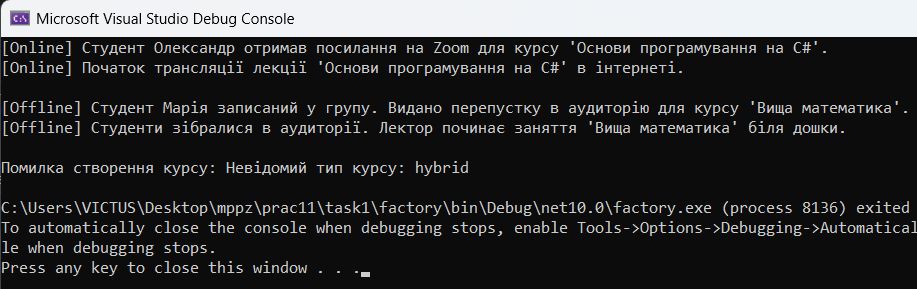 Microsoft Visual Studio Debug Console
[Online] Студент Олександр отримав посилання на Zoom для курсу 'Основи програмування на C#'.
[Online] Початок трансляції лекції 'Основи програмування на C#' в інтернеті.
[Offline] Студент Марія записаний у групу. Видано перепустку в аудиторію для курсу 'Вища математика'.
[Offline] Студенти зібралися в аудиторії. Лектор починає заняття 'Вища математика' біля дошки.
Помилка створення курсу: Невідомий тип курсу: hybrid
C:\Users\VICTUS\Desktop\mppz\prac11\task1\factory\bin\Debug\net10.0\factory.exe (process 8136) exited
To automatically close the console when debugging stops, enable Tools->Options->Debugging->Automatical
le when debugging stops.
Press any key to close this window . . .